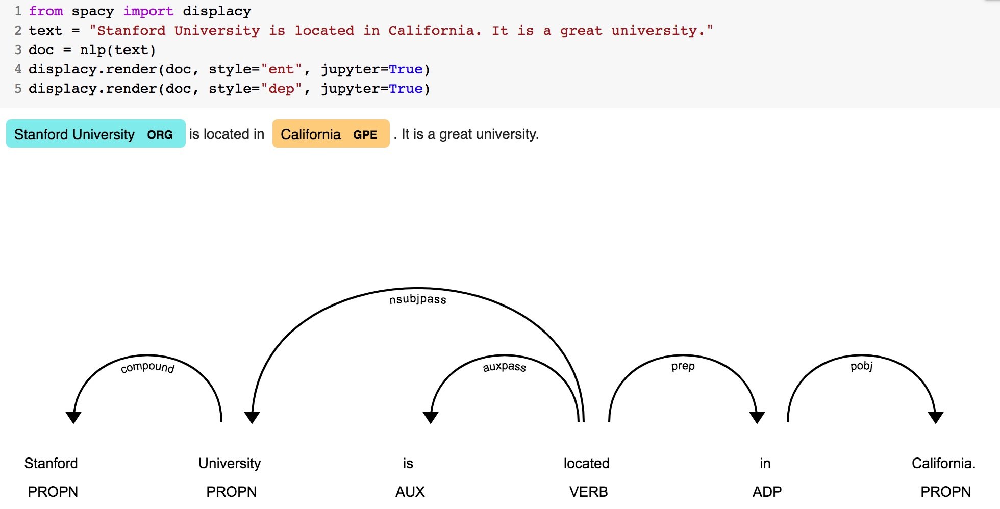 1 from spacy import displacy
2 text = "Stanford University is located in California. It is a great university."
3 doc = nlp(text)
4 displacy.render(doc, style="ent", jupyter=True)
5 displacy.render(doc, style="dep", jupyter=True)
Stanford University ORG is located in California GPE . It is a great university.
nsubjpass
compound auxpass prep pobj
Stanford University is located in California.
PROPN PROPN AUX VERB ADP PROPN